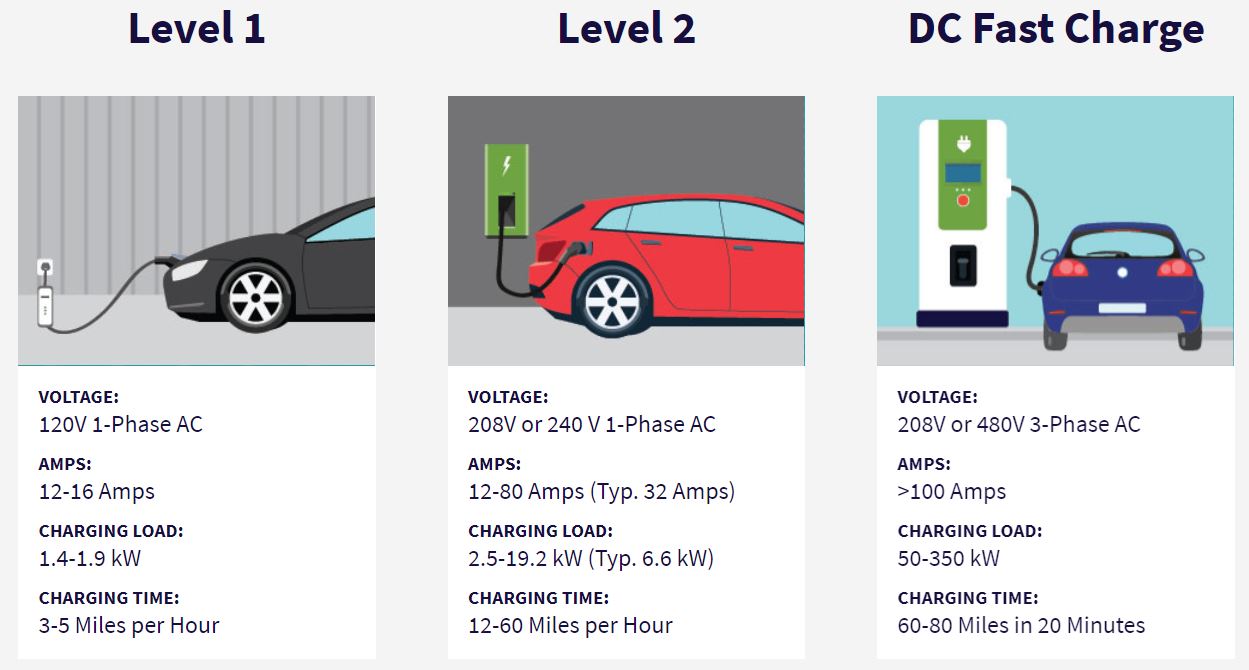 Level 1
VOLTAGE:
120V 1-Phase AC
AMPS:
12-16 Amps
CHARGING LOAD:
1.4-1.9 kW
CHARGING TIME:
3-5 Miles per Hour
Level 2
VOLTAGE:
208V or 240 V 1-Phase AC
AMPS:
12-80 Amps (Typ. 32 Amps)
CHARGING LOAD:
2.5-19.2 kW (Typ. 6.6 kW)
CHARGING TIME:
12-60 Miles per Hour
DC Fast Charge
VOLTAGE:
208V or 480V 3-Phase AC
AMPS:
>100 Amps
CHARGING LOAD:
50-350 kW
CHARGING TIME:
60-80 Miles in 20 Minutes